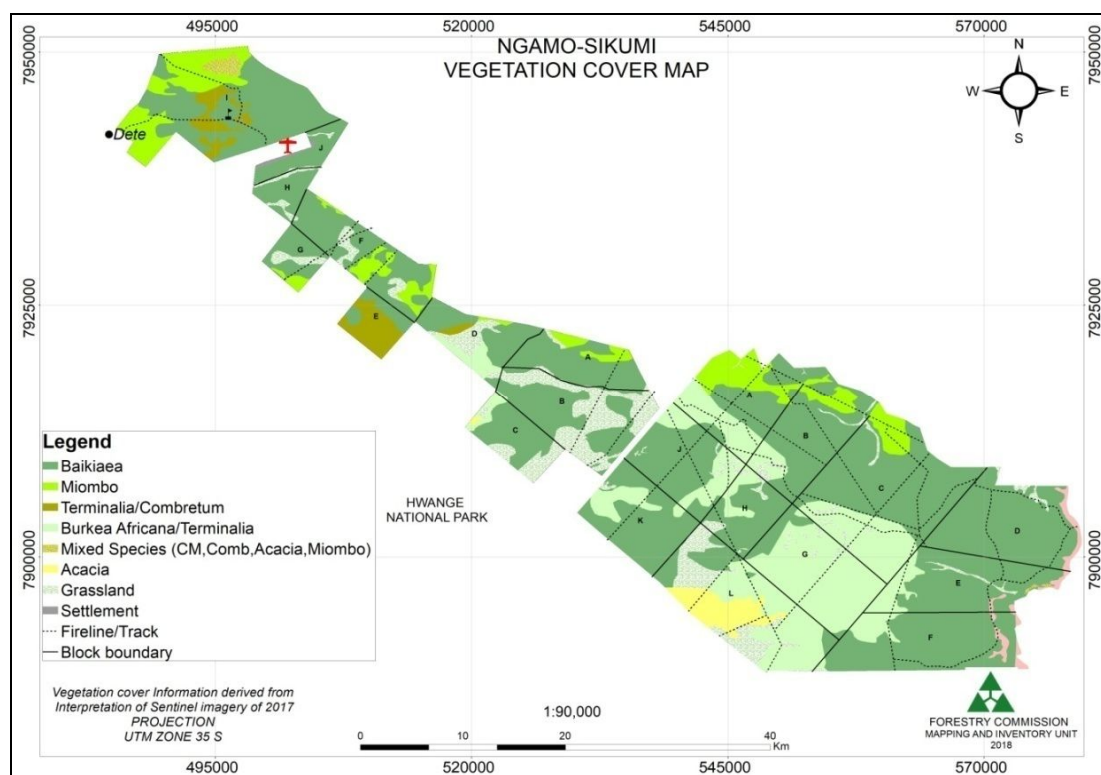 495000 520000 545000 570000
NGAMO-SIKUMI
VEGETATION COVER MAP
N
W E
S
7950000 7950000
Dete
I
J
H
F
G
E
7925000 7925000
D
A
B
C
A
B
J
C
K
H
D
G
E
L
F
HWANGE
NATIONAL PARK
7900000 7900000
Legend
Baikiaea
Miombo
Terminalia/Combretum
Burkea Africana/Terminalia
Mixed Species (CM,Comb,Acacia,Miombo)
Acacia
Grassland
Settlement
Fireline/Track
Block boundary
Vegetation cover Information derived from
Interpretation of Sentinel imagery of 2017
PROJECTION
UTM ZONE 35 S
1:90,000
0 10 20 40
Km
FORESTRY COMMISSION
MAPPING AND INVENTORY UNIT
2018
495000 520000 545000 570000